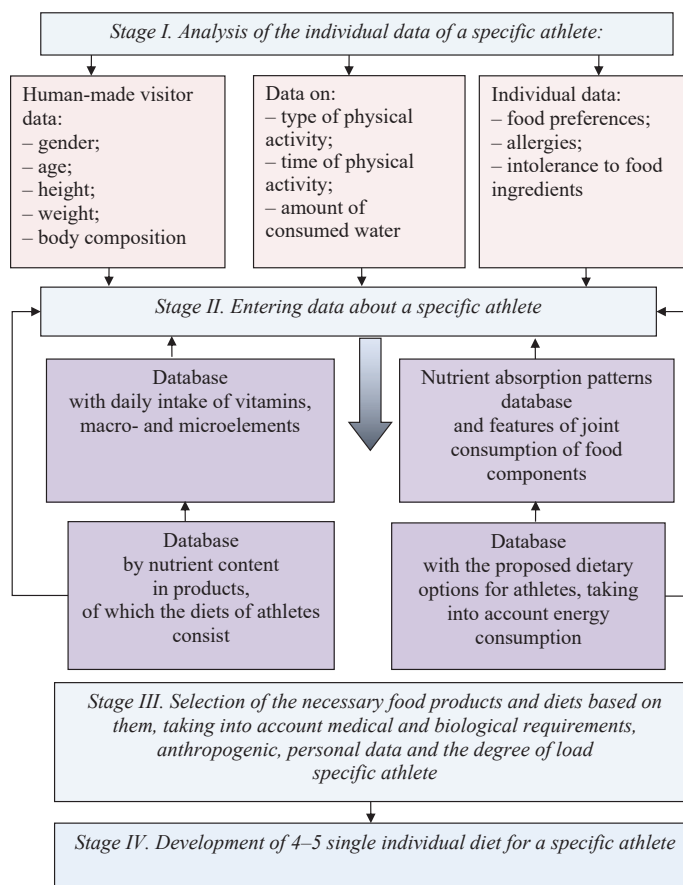 Stage I. Analysis of the individual data of a specific athlete:
Human-made visitor
data:
– gender;
– age;
– height;
– weight;
– body composition
Data on:
– type of physical
activity;
– time of physical
activity;
– amount of
consumed water
Individual data:
– food preferences;
– allergies;
– intolerance to food
ingredients
Stage II. Entering data about a specific athlete
Database
with daily intake of vitamins,
macro- and microelements
Nutrient absorption patterns
database
and features of joint
consumption of food
components
Database
by nutrient content
in products,
of which the diets of athletes
consist
Database
with the proposed dietary
options for athletes, taking
into account energy
consumption
Stage III. Selection of the necessary food products and diets based on
them, taking into account medical and biological requirements,
anthropogenic, personal data and the degree of load
specific athlete
Stage IV. Development of 4–5 single individual diet for a specific athlete